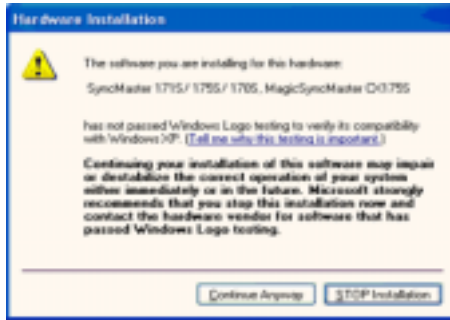 Hardware Installation
The software you are installing for this hardware:
SyncMaster 171S/ 175S/ 170S, MagicSyncMaster CX175S
has not passed Windows Logo testing to verify its compatibility
with Windows XP. (Tell me why this testing is important.)
Continuing your installation of this software may impair
or destabilize the correct operation of your system
either immediately or in the future. Microsoft strongly
recommends that you stop this installation now and
contact the hardware vendor for software that has
passed Windows Logo testing.
Continue Anyway
STOP Installation